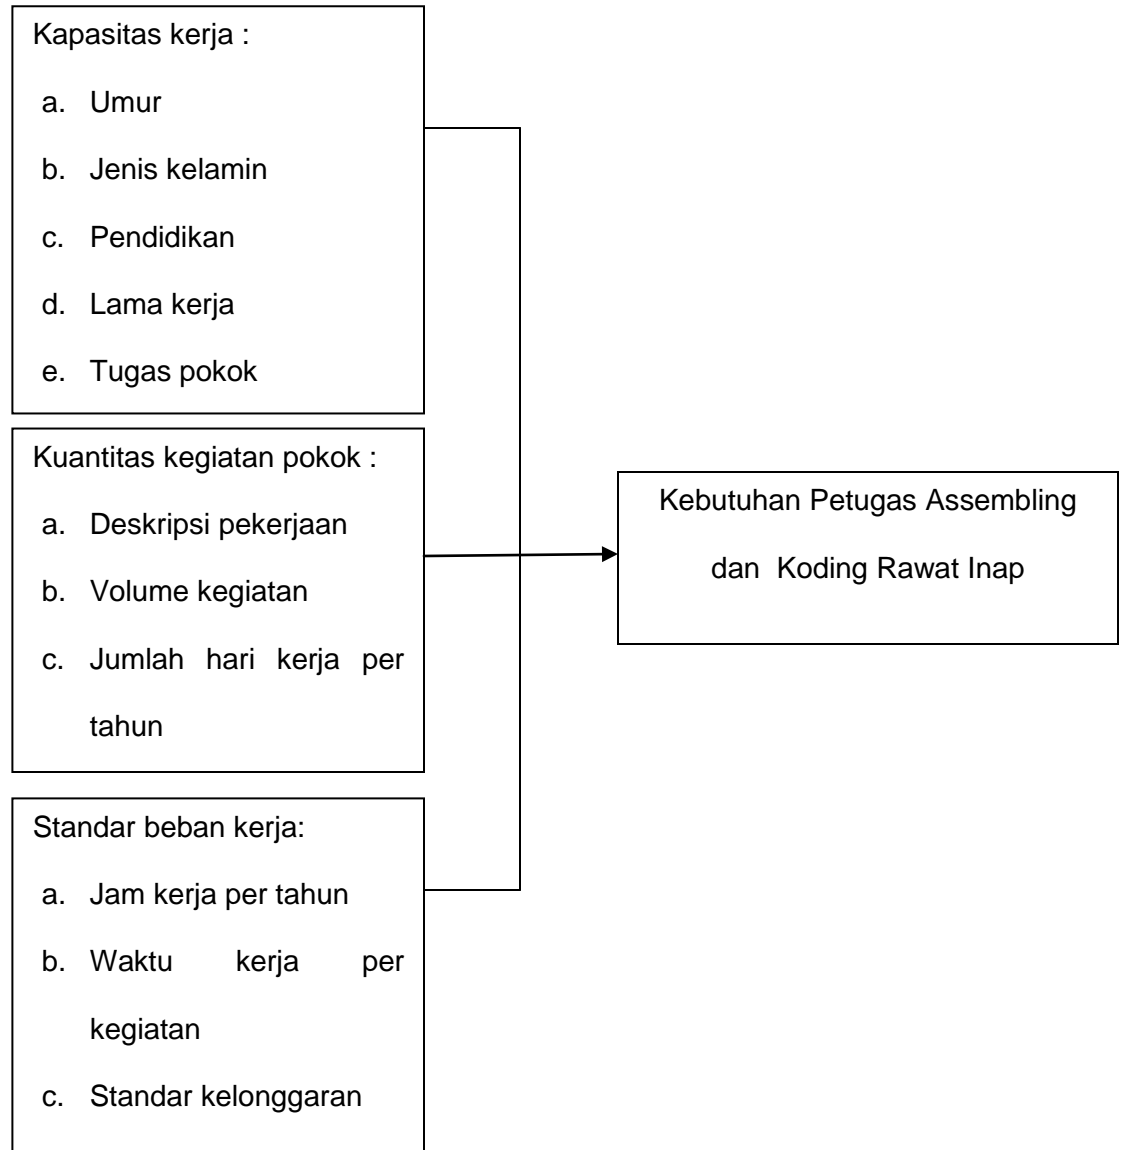 Kapasitas kerja :
a. Umur
b. Jenis kelamin
c. Pendidikan
d. Lama kerja
e. Tugas pokok
Kuantitas kegiatan pokok :
a. Deskripsi pekerjaan
b. Volume kegiatan
c. Jumlah hari kerja per
tahun
Standar beban kerja:
a. Jam kerja per tahun
b. Waktu kerja per
kegiatan
c. Standar kelonggaran
Kebutuhan Petugas Assembling
dan Koding Rawat Inap